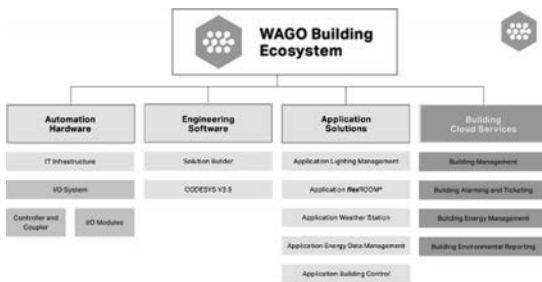 WAGO Building
Ecosystem
Automation
Hardware
Engineering
Software
Application
Solutions
Building
Cloud Services
IT Infrastructure
Solution Builder
Application Lighting Management
Building Management
I/O System
CODESYS V3.5
Application flexROOM®
Building Alarming and Ticketing
Controller and
Coupler
I/O Modules
Application Weather Station
Building Energy Management
Application Energy Data Management
Building Environmental Reporting
Application Building Control